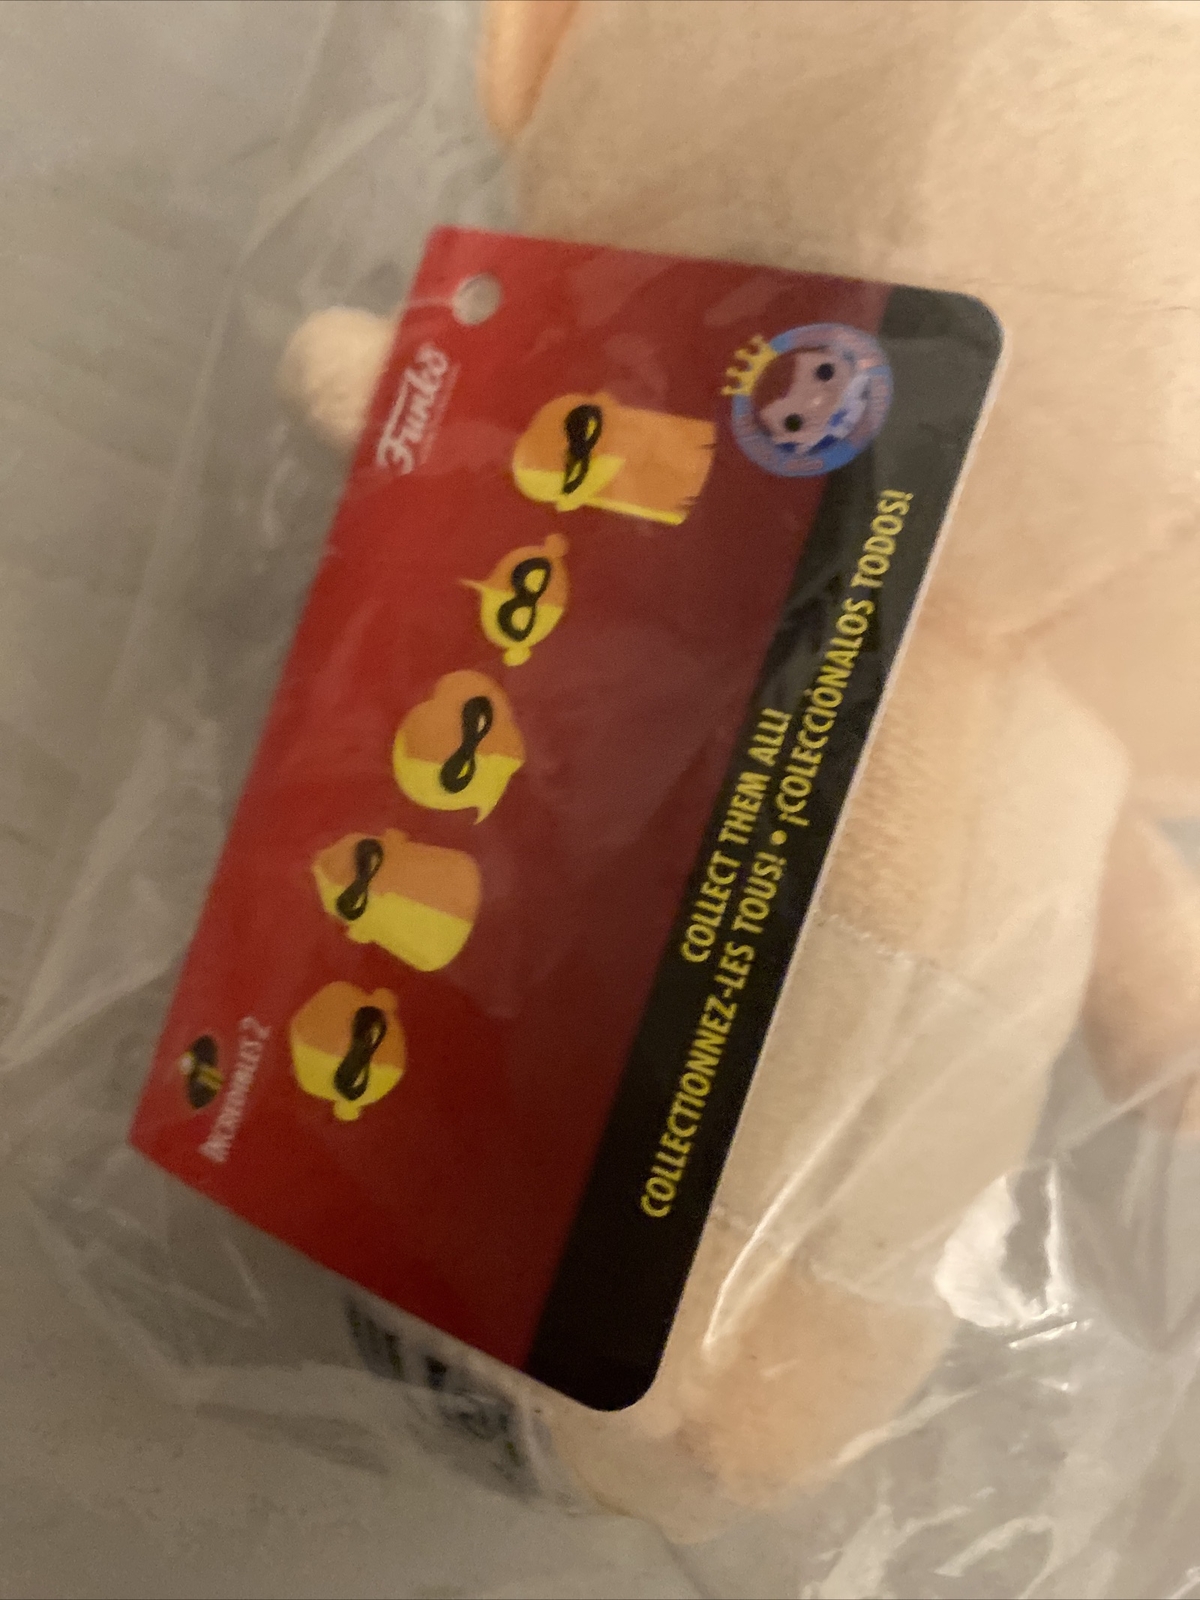 Funko
INCREDIBLES 2
COLLECT THEM ALL!
COLLECTIONNEZ-LES TOUS! • ¡COLECCIÓNALOS TODOS!